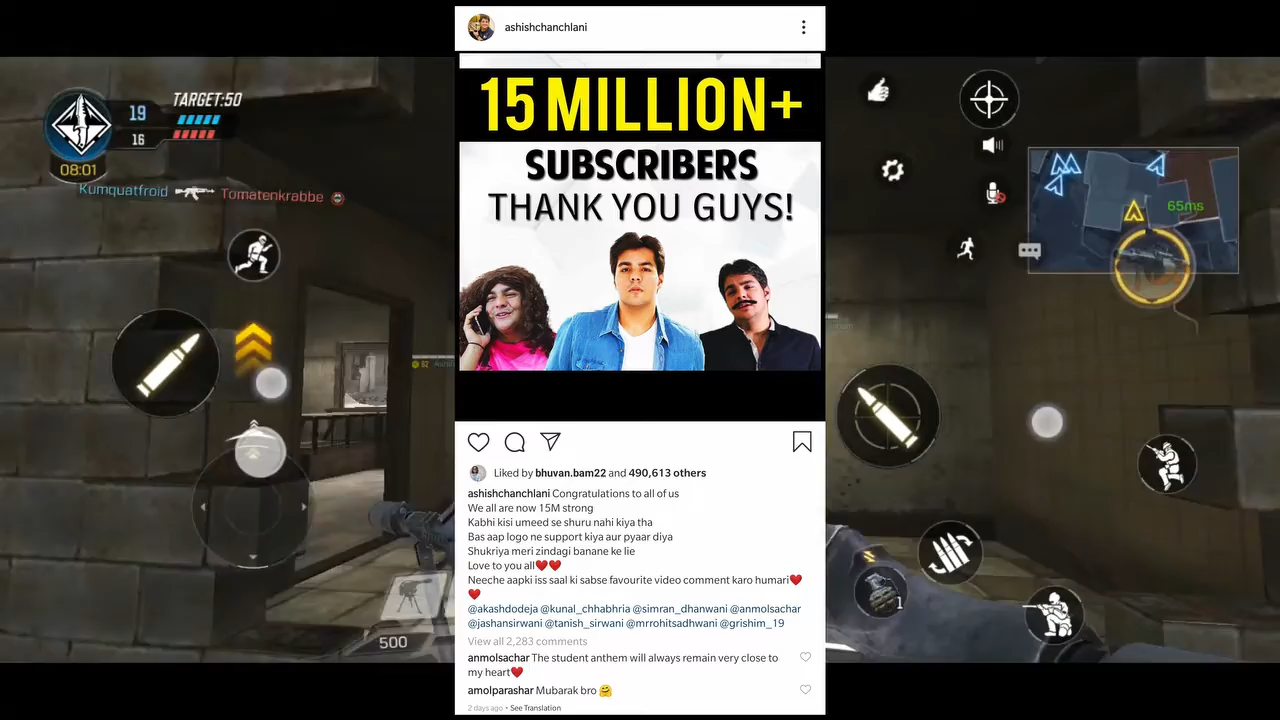 ashishchanchlani
15 MILLION+
SUBSCRIBERS
THANK YOU GUYS!
Liked by bhuvan.bam22 and 490,613 others
ashishchanchlani Congratulations to all of us
We all are now 15M strong
Kabhi kisi umeed se shuru nahi kiya tha
Bas aap logo ne support kiya aur pyaar diya
Shukriya meri zindagi banane ke lie
Love to you all❤️❤️
Neeche aapki iss saal ki sabse favourite video comment karo humari❤️
❤️
@akashdodeja @kunal_chhabhria @simran_dhanwani @anmolsachar
@jashansirwani @tanish_sirwani @mrrohitsadhwani @grishim_19
View all 2,283 comments
anmolsachar The student anthem will always remain very close to
my heart❤️
amolparashar Mubarak bro 🤗
2 days ago • See Translation
TARGET:50
19
16
08:01
Kumquatfroid Tomatenkrabbe
500
65ms
1